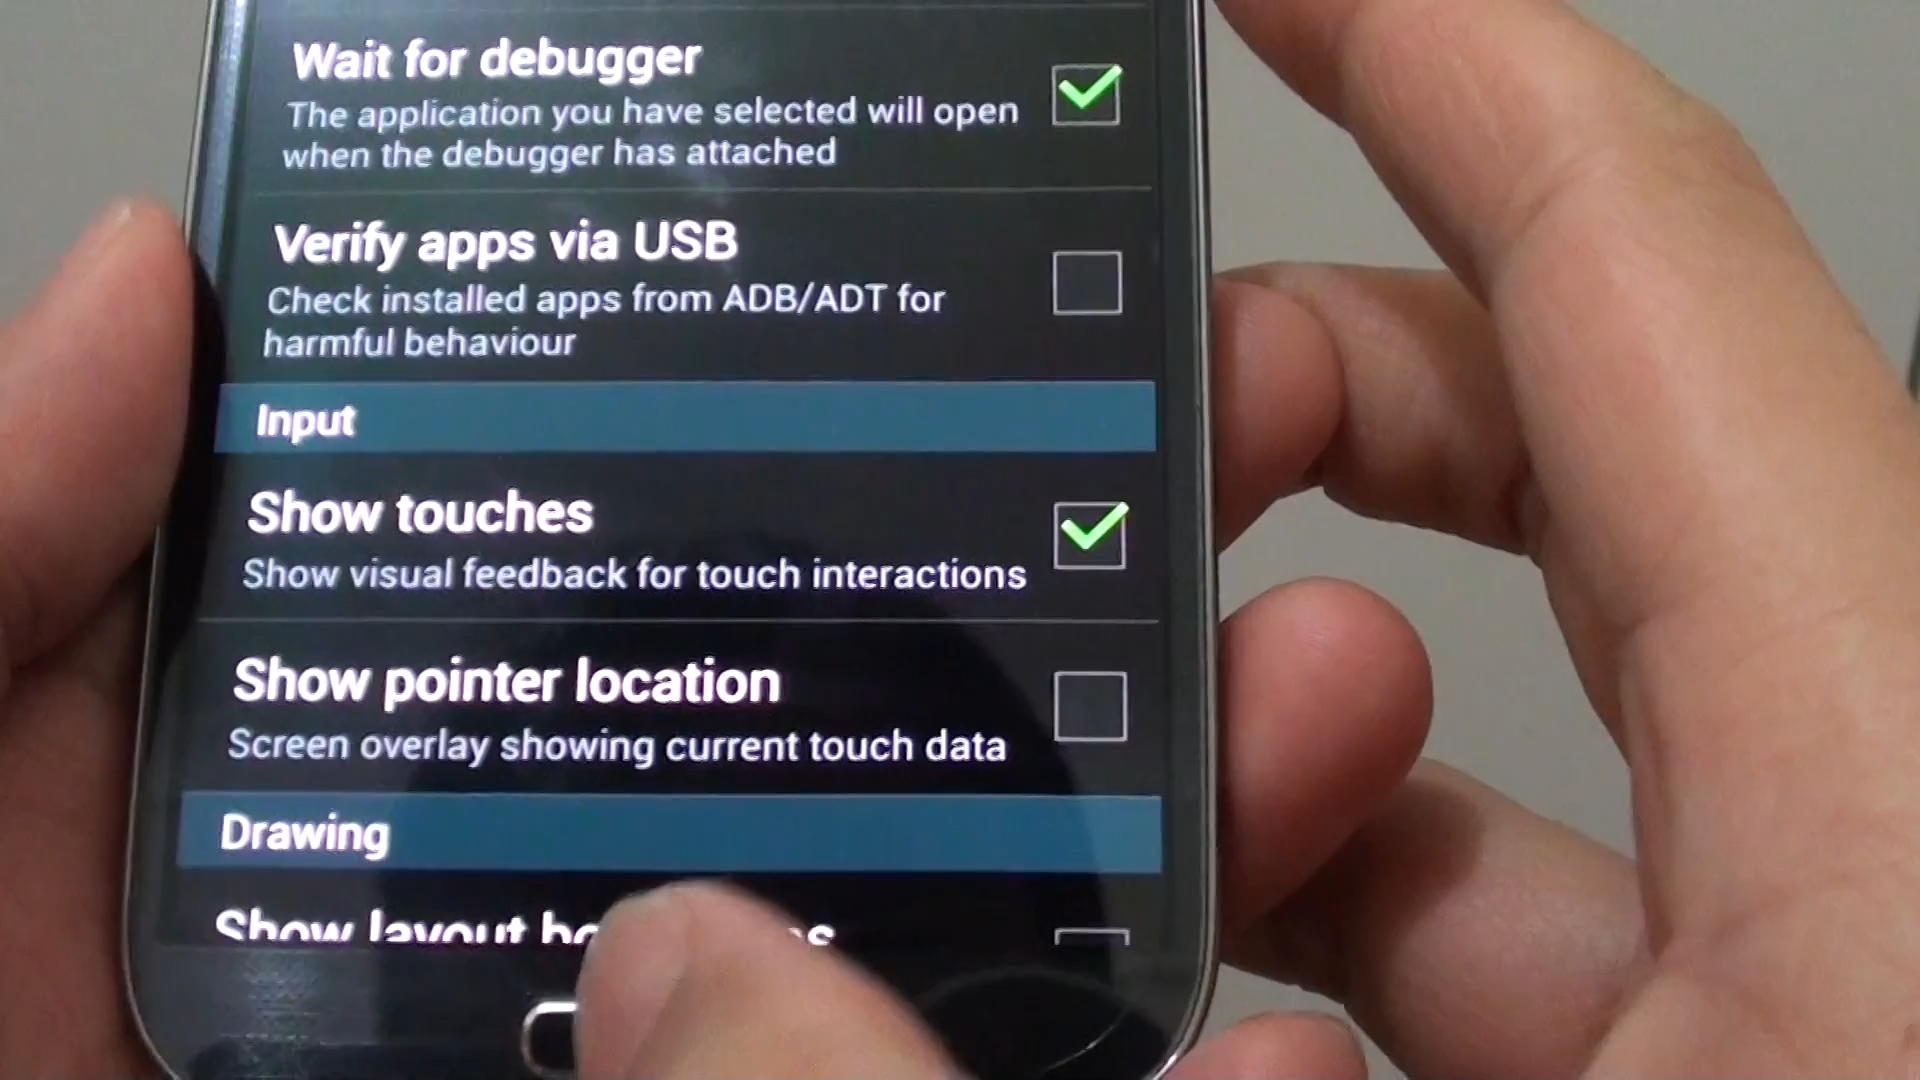 Wait for debugger
The application you have selected will open
when the debugger has attached
Verify apps via USB
Check installed apps from ADB/ADT for
harmful behaviour
Input
Show touches
Show visual feedback for touch interactions
Show pointer location
Screen overlay showing current touch data
Drawing
Show layout